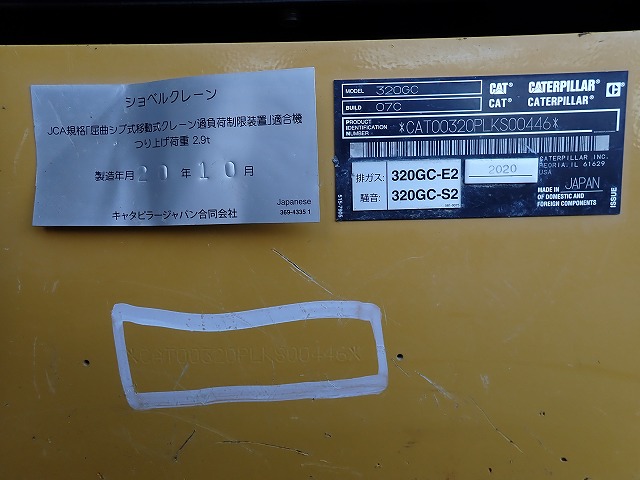 ショベルクレーン
JCA規格「屈曲ジブ式移動式クレーン過負荷制限装置」適合機
つり上げ荷重 2.9t
製造年月 20 年 10 月
キャタピラージャパン合同会社
Japanese
369-4335 1
MODEL 320GC
BUILD 07C
CAT® CATERPILLAR®
CAT® CATERPILLAR®
PRODUCT IDENTIFICATION NUMBER *CAT00320PLKS00446*
排ガス: 320GC-E2
騒音: 320GC-S2
2020
CATERPILLAR INC.
PEORIA, IL 61629
USA
MADE IN JAPAN
OF DOMESTIC AND
FOREIGN COMPONENTS
ISSUE
*CAT00320PLKS00446*